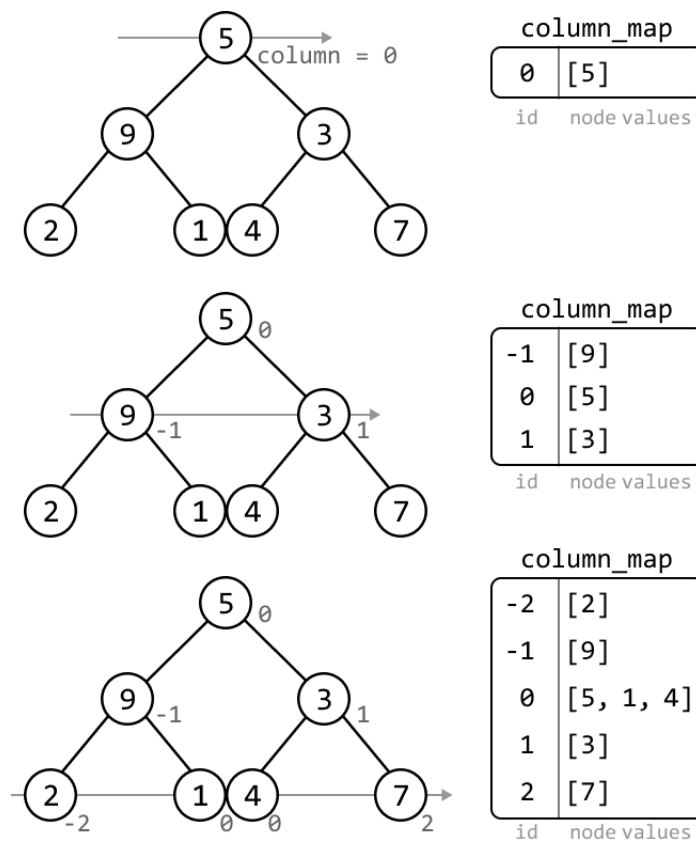 5
column = 0
9 3
2 1 4 7
column_map
0 [5]
id node values
5
0
9 3
-1 1
2 1 4 7
column_map
-1 [9]
0 [5]
1 [3]
id node values
5
0
9 3
-1 1
2 1 4 7
-2 0 0 2
column_map
-2 [2]
-1 [9]
0 [5, 1, 4]
1 [3]
2 [7]
id node values